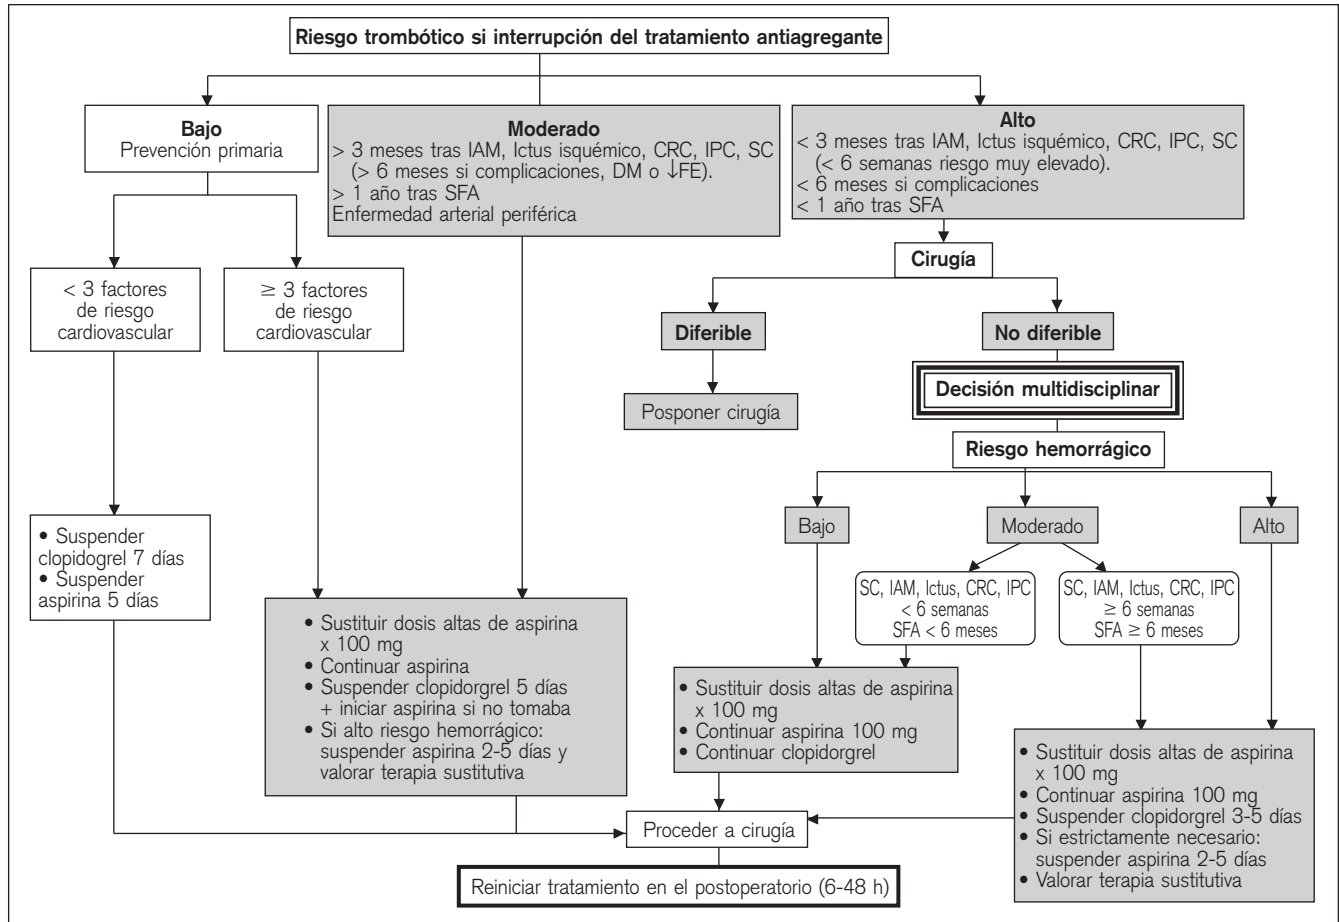 Riesgo trombótico si interrupción del tratamiento antiagregante
Bajo
Prevención primaria
Moderado
> 3 meses tras IAM, Ictus isquémico, CRC, IPC, SC
(> 6 meses si complicaciones, DM o ↓FE).
> 1 año tras SFA
Enfermedad arterial periférica
Alto
< 3 meses tras IAM, Ictus isquémico, CRC, IPC, SC
(< 6 semanas riesgo muy elevado).
< 6 meses si complicaciones
< 1 año tras SFA
Cirugía
< 3 factores
de riesgo
cardiovascular
≥ 3 factores
de riesgo
cardiovascular
Diferible
No diferible
Posponer cirugía
Decisión multidisciplinar
Riesgo hemorrágico
Bajo
Moderado
Alto
SC, IAM, Ictus, CRC, IPC
< 6 semanas
SFA < 6 meses
SC, IAM, Ictus, CRC, IPC
≥ 6 semanas
SFA ≥ 6 meses
• Suspender
clopidogrel 7 días
• Suspender
aspirina 5 días
• Sustituir dosis altas de aspirina
x 100 mg
• Continuar aspirina
• Suspender clopidorgrel 5 días
+ iniciar aspirina si no tomaba
• Si alto riesgo hemorrágico:
suspender aspirina 2-5 días y
valorar terapia sustitutiva
• Sustituir dosis altas de aspirina
x 100 mg
• Continuar aspirina 100 mg
• Continuar clopidorgrel
• Sustituir dosis altas de aspirina
x 100 mg
• Continuar aspirina 100 mg
• Suspender clopidorgrel 3-5 días
• Si estrictamente necesario:
suspender aspirina 2-5 días
• Valorar terapia sustitutiva
Proceder a cirugía
Reiniciar tratamiento en el postoperatorio (6-48 h)